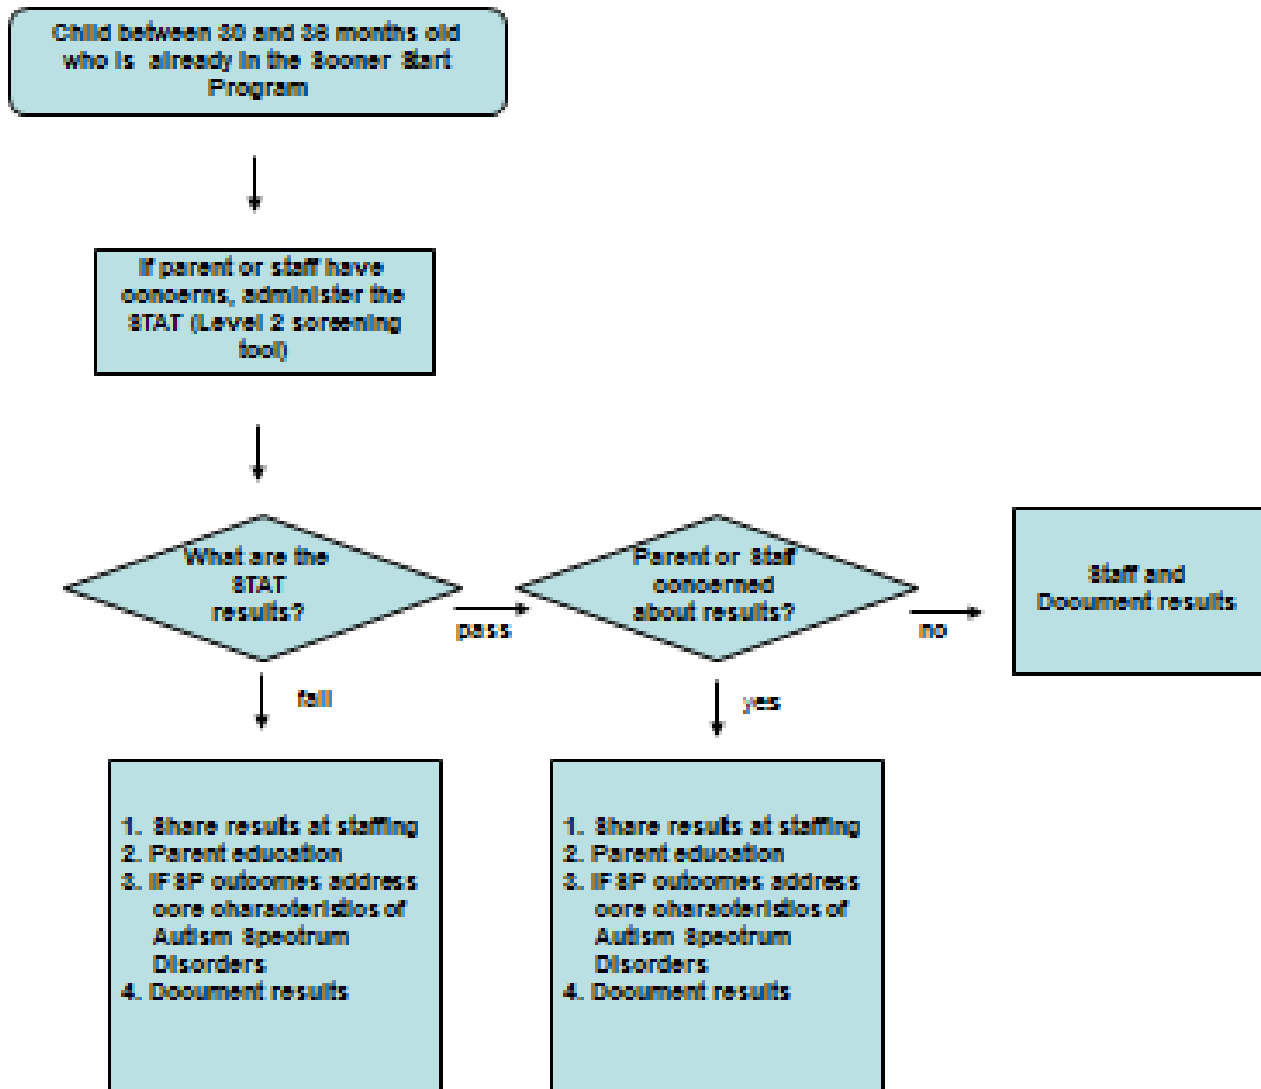 Child between and months old
who is already in the Sooner Start
Program
If parent or staff have
concerns, administer the
STAT (Level 2 screening
tool)
What are the
STAT
results?
pass
Parent or Staff
concerned
about results?
no
Staff and
Document results
fail
yes
1. Share results at staffing
2. Parent education
3. IFSP outcomes address
core characteristics of
Autism Spectrum
Disorders
4. Document results
1. Share results at staffing
2. Parent education
3. IFSP outcomes address
core characteristics of
Autism Spectrum
Disorders
4. Document results